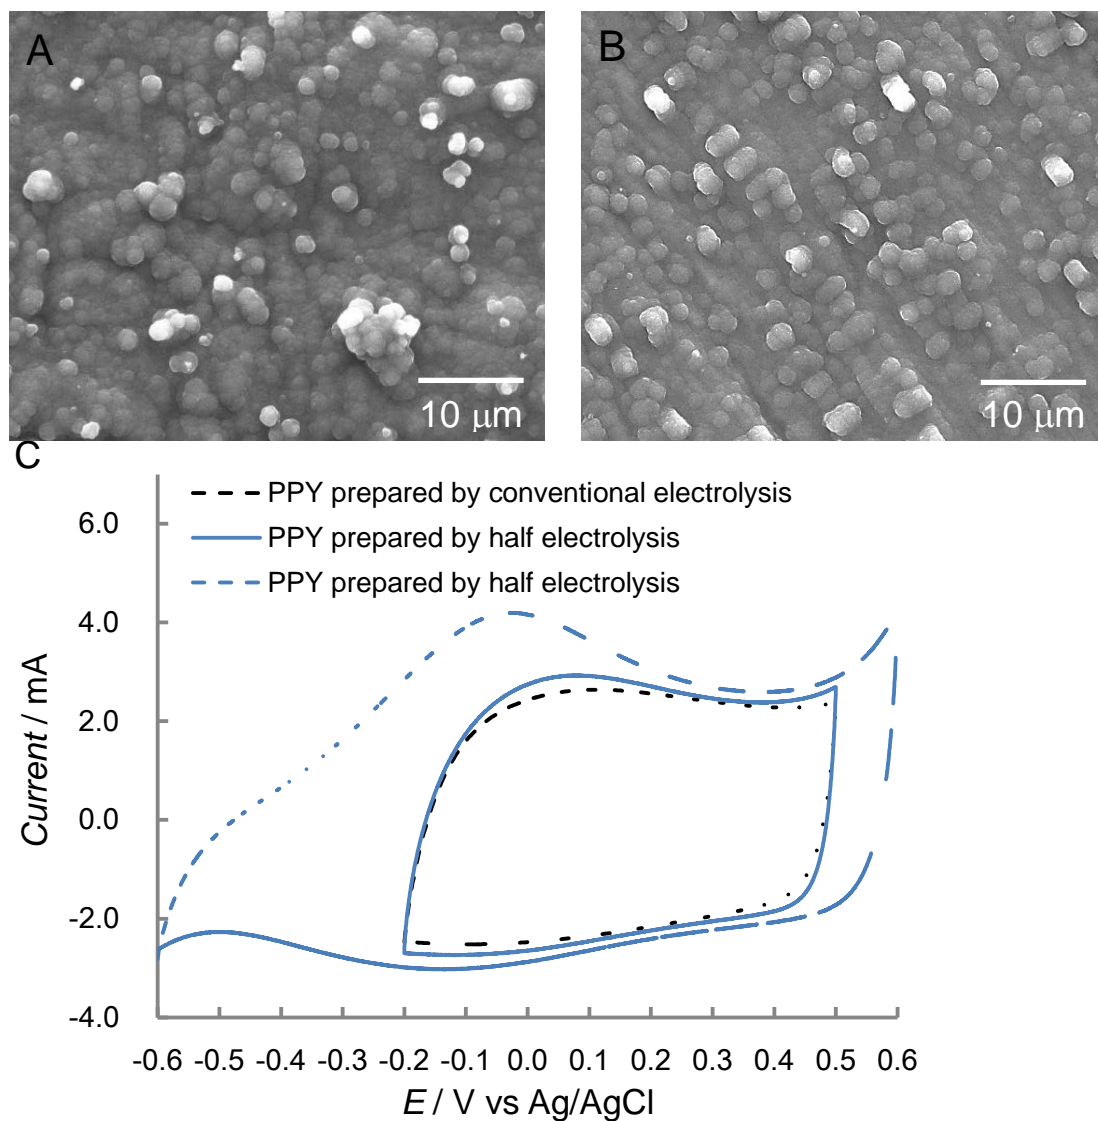 A
B
10 μm
10 μm
C
PPY prepared by conventional electrolysis
PPY prepared by half electrolysis
PPY prepared by half electrolysis
6.0
4.0
2.0
0.0
-2.0
-4.0
Current / mA
-0.6 -0.5 -0.4 -0.3 -0.2 -0.1 0.0 0.1 0.2 0.3 0.4 0.5 0.6
E / V vs Ag/AgCl